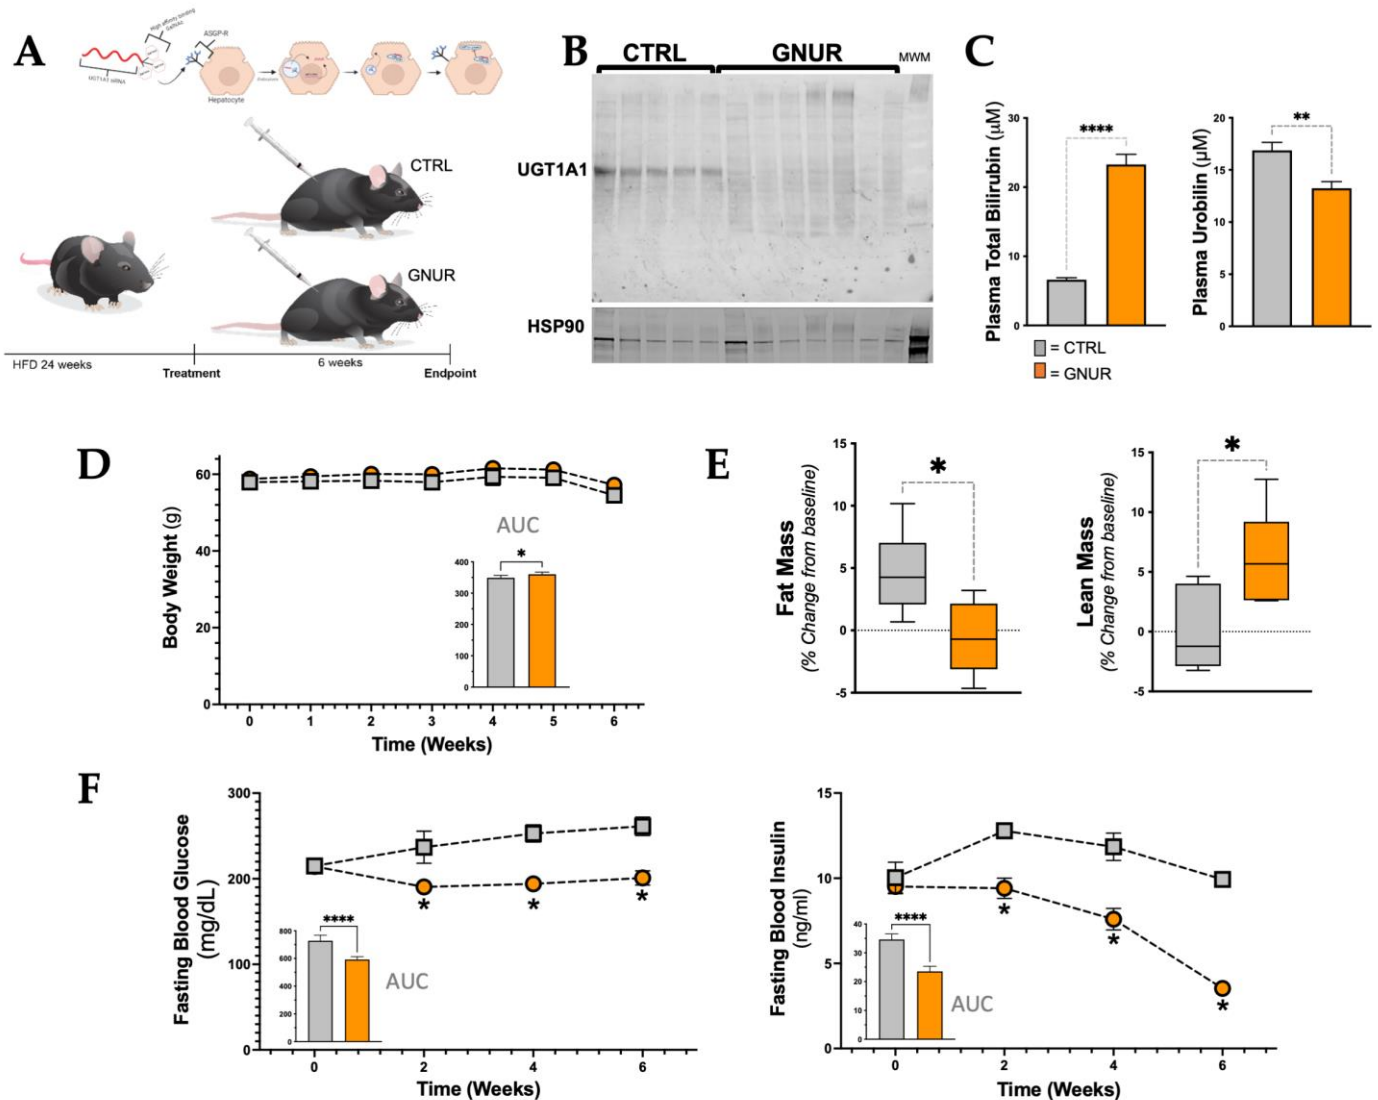 A
High affinity binding
GalNAc
ASGP-R
UGT1A1 siRNA
Hepatocyte
CTRL
GNUR
HFD 24 weeks
6 weeks
Treatment
Endpoint
B
CTRL
GNUR
MWM
UGT1A1
HSP90
C
Plasma Total Bilirubin (µM)
30
20
10
0
****
Plasma Urobilin (µM)
20
15
10
5
0
**
= CTRL
= GNUR
D
Body Weight (g)
60
40
20
0
AUC
*
400
300
200
100
0
0 1 2 3 4 5 6
Time (Weeks)
E
Fat Mass
(% Change from baseline)
15
10
5
0
-5
*
Lean Mass
(% Change from baseline)
15
10
5
0
-5
*
F
Fasting Blood Glucose
(mg/dL)
300
200
100
0
* * *
****
800
600
400
200
0
AUC
0 2 4 6
Time (Weeks)
Fasting Blood Insulin
(ng/ml)
15
10
5
0
*
*
*
****
40
30
20
10
0
AUC
0 2 4 6
Time (Weeks)